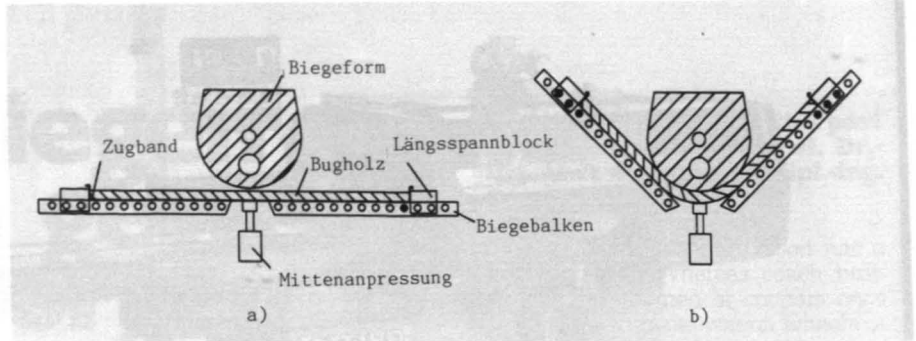 Biegeform
Zugband
Bugholz
Längsspannblock
Biegebalken
Mittenanpressung
a)
b)